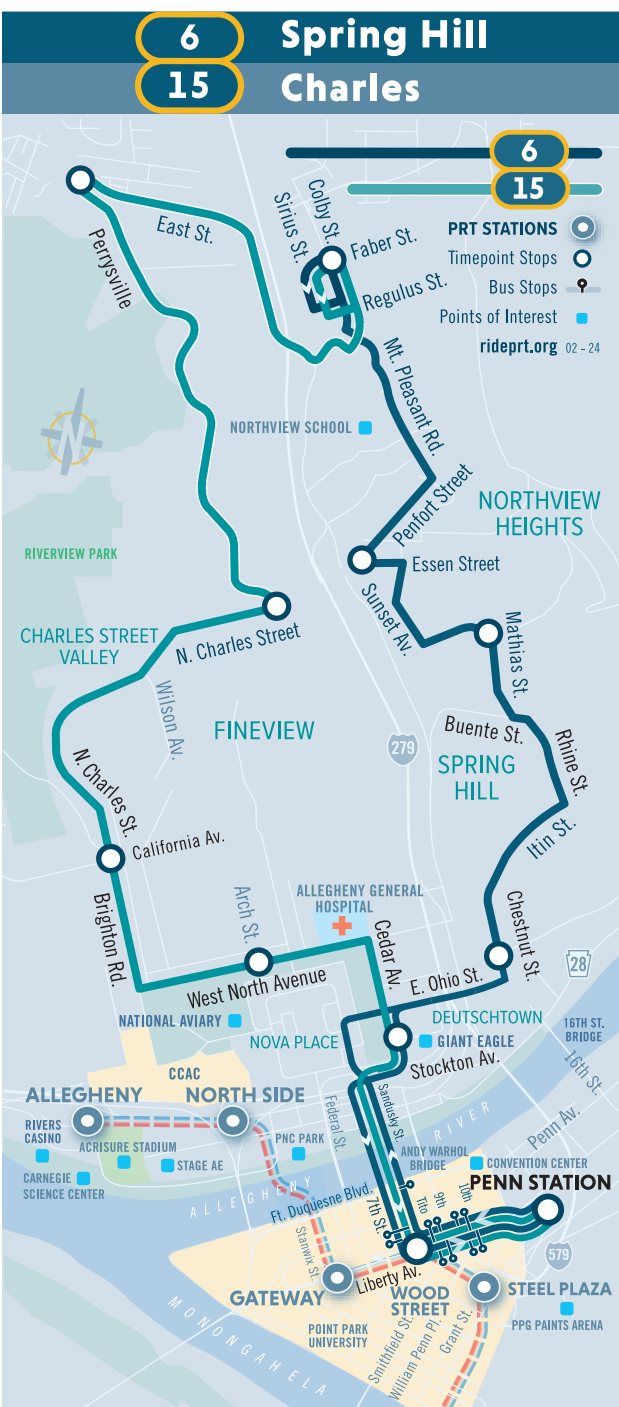 6 Spring Hill
15 Charles
6
15
PRT STATIONS
Timepoint Stops
Bus Stops
Points of Interest
rideprt.org 02 – 24
East St.
Perrysville
Sirius St.
Colby St.
Faber St.
Regulus St.
Mt. Pleasant Rd.
NORTHVIEW SCHOOL
Penfort Street
NORTHVIEW
HEIGHTS
N
RIVERVIEW PARK
Essen Street
Sunset Av.
CHARLES STREET
VALLEY
N. Charles Street
Mathias St.
Wilson Av.
FINEVIEW
Buente St.
279
SPRING
HILL
Rhine St.
N. Charles St.
California Av.
Itin St.
Brighton Rd.
Arch St.
ALLEGHENY GENERAL
HOSPITAL
Cedar Av.
Chestnut St.
28
West North Avenue
E. Ohio St.
NATIONAL AVIARY
NOVA PLACE
DEUTSCHTOWN
GIANT EAGLE
16TH ST.
BRIDGE
Stockton Av.
16th St.
CCAC
ALLEGHENY
NORTH SIDE
Federal St.
Sandusky St.
RIVER
Penn Av.
RIVERS
CASINO
ACRISURE STADIUM
PNC PARK
STAGE AE
CARNEGIE
SCIENCE CENTER
ANDY WARHOL
BRIDGE
CONVENTION CENTER
PENN STATION
ALLEGHENY
Ft. Duquesne Blvd.
7th St.
Tito
9th
10th
Stanwix St.
579
Liberty Av.
GATEWAY
WOOD
STREET
STEEL PLAZA
PPG PAINTS ARENA
POINT PARK
UNIVERSITY
Smithfield St.
William Penn Pl.
Grant St.
MONONGAHELA